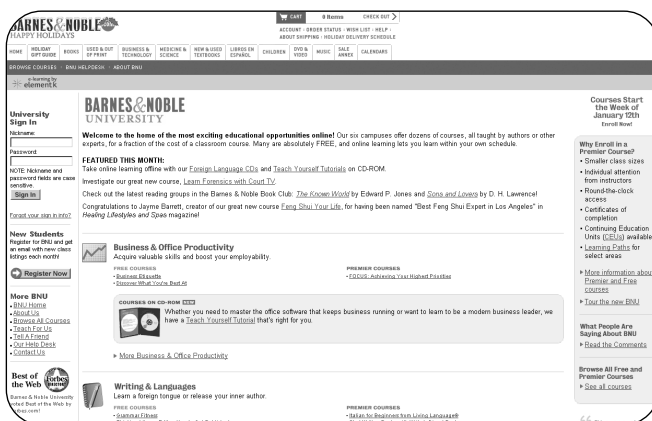 BARNES & NOBLE.com
HAPPY HOLIDAYS
CART 0 Items CHECK OUT
ACCOUNT - ORDER STATUS - WISH LIST - HELP -
ABOUT SHIPPING - HOLIDAY DELIVERY SCHEDULE
HOME
HOLIDAY GIFT GUIDE
BOOKS
USED & OUT OF PRINT
BUSINESS & TECHNOLOGY
MEDICINE & SCIENCE
NEW & USED TEXTBOOKS
LIBROS EN ESPAÑOL
CHILDREN
DVD & VIDEO
MUSIC
SALE ANNEX
CALENDARS
BROWSE COURSES · BNU HELPDESK · ABOUT BNU
e-learning by
element k
University
Sign In
Nickname:
Password:
NOTE: Nickname and
password fields are case
sensitive.
Sign In
Forgot your sign in info?
New Students
Register for BNU and get
an email with new class
listings each month!
Register Now
More BNU
• BNU Home
• About Us
• Browse All Courses
• Teach For Us
• Tell A Friend
• Our Help Desk
• Contact Us
Best of
the Web
Forbes
Barnes & Noble University
voted Best of the Web by
Forbes.com!
BARNES & NOBLE
UNIVERSITY
Welcome to the home of the most exciting educational opportunities online! Our six campuses offer dozens of courses, all taught by authors or other
experts, for a fraction of the cost of a classroom course. Many are absolutely FREE, and online learning lets you learn within your own schedule.
FEATURED THIS MONTH:
Take online learning offline with our Foreign Language CDs and Teach Yourself Tutorials on CD-ROM.
Investigate our new course, Learn Forensics with Court TV.
Check out the latest reading groups in the Barnes & Noble Book Club: The Known World by Edward P. Jones and Sons and Lovers by D. H. Lawrence!
Congratulations to Jayme Barrett, creator of our great new course Feng Shui Your Life, for having been named "Best Feng Shui Expert in Los Angeles" in
Healing Lifestyles and Spas magazine!
Business & Office Productivity
Acquire valuable skills and boost your employability.
FREE COURSES
• Business Etiquette
• Discover What You're Best At
PREMIER COURSES
• FOCUS: Achieving Your Highest Priorities
COURSES ON CD-ROM NEW
Whether you need to master the office software that keeps business running or want to learn to be a modern business leader, we
have a Teach Yourself Tutorial that's right for you.
More Business & Office Productivity
Writing & Languages
Learn a foreign tongue or release your inner author.
FREE COURSES
• Grammar Fitness
PREMIER COURSES
• Italian for Beginners from Living Language®
Courses Start
the Week of
January 12th
Enroll Now!
Why Enroll in a
Premier Course?
• Smaller class sizes
• Individual attention
from instructors
• Round-the-clock
access
• Certificates of
completion
• Continuing Education
Units (CEUs) available
• Learning Paths for
select areas
More information about
Premier and Free
courses
Tour the new BNU
What People Are
Saying About BNU
Read the Comments
Browse All Free and
Premier Courses
See all courses